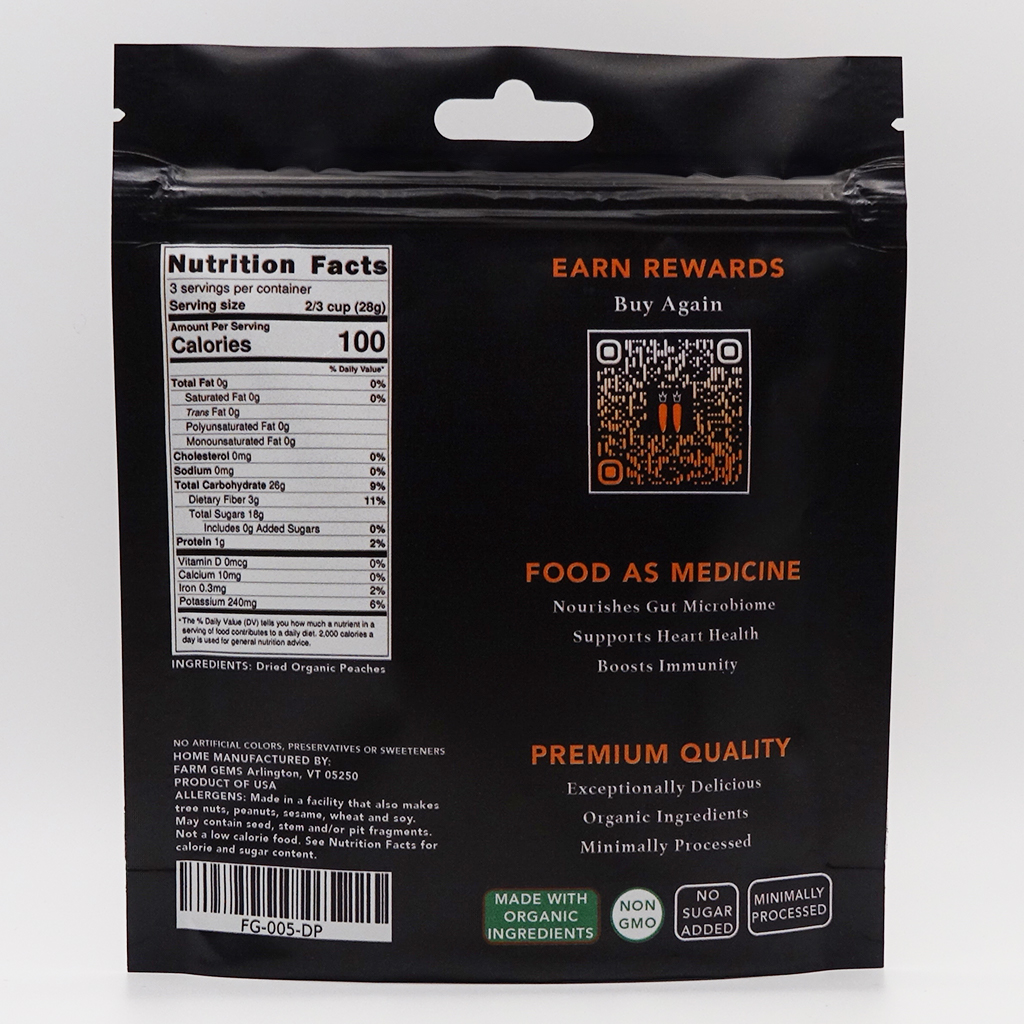 Nutrition Facts
3 servings per container
Serving size 2/3 cup (28g)
Amount Per Serving
Calories 100
% Daily Value*
Total Fat 0g 0%
Saturated Fat 0g 0%
Trans Fat 0g
Polyunsaturated Fat 0g
Monounsaturated Fat 0g
Cholesterol 0mg 0%
Sodium 0mg 0%
Total Carbohydrate 26g 9%
Dietary Fiber 3g 11%
Total Sugars 18g
Includes 0g Added Sugars 0%
Protein 1g 2%
Vitamin D 0mcg 0%
Calcium 10mg 0%
Iron 0.3mg 2%
Potassium 240mg 6%
*The % Daily Value (DV) tells you how much a nutrient in a
serving of food contributes to a daily diet. 2,000 calories a
day is used for general nutrition advice.
INGREDIENTS: Dried Organic Peaches
NO ARTIFICIAL COLORS, PRESERVATIVES OR SWEETENERS
HOME MANUFACTURED BY:
FARM GEMS Arlington, VT 05250
PRODUCT OF USA
ALLERGENS: Made in a facility that also makes
tree nuts, peanuts, sesame, wheat and soy.
May contain seed, stem and/or pit fragments.
Not a low calorie food. See Nutrition Facts for
calorie and sugar content.
FG-005-DP
EARN REWARDS
Buy Again
FOOD AS MEDICINE
Nourishes Gut Microbiome
Supports Heart Health
Boosts Immunity
PREMIUM QUALITY
Exceptionally Delicious
Organic Ingredients
Minimally Processed
MADE WITH
ORGANIC
INGREDIENTS
NON
GMO
NO
SUGAR
ADDED
MINIMALLY
PROCESSED